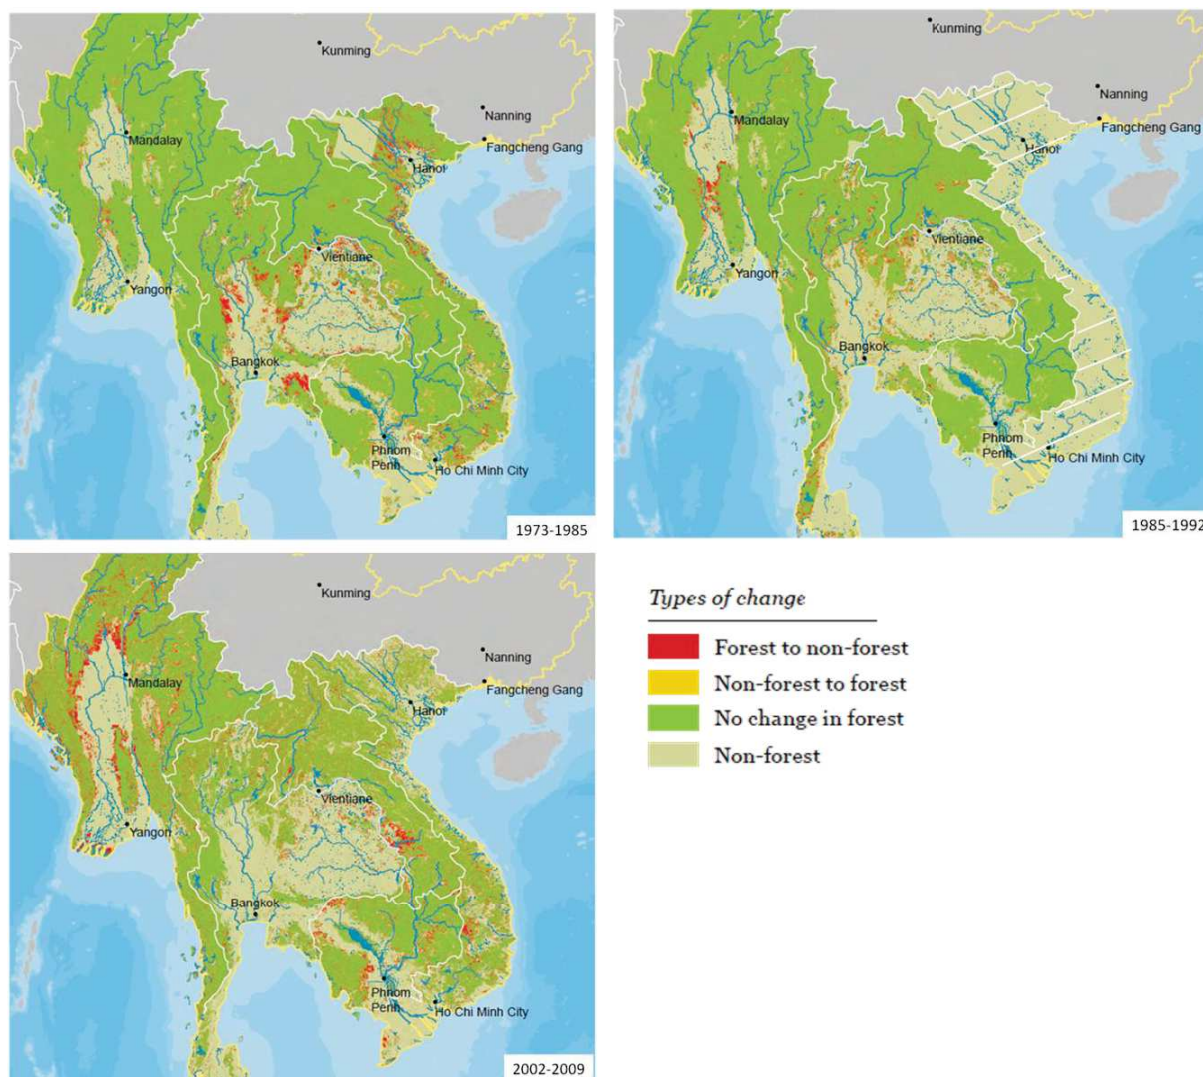 Kunming
Nanning
Fangcheng Gang
Mandalay
Hanoi
Vientiane
Yangon
Bangkok
Phnom
Penh
Ho Chi Minh City
1973-1985
Kunming
Nanning
Fangcheng Gang
Mandalay
Hanoi
Vientiane
Yangon
Bangkok
Phnom
Penh
Ho Chi Minh City
1985-1992
Kunming
Nanning
Fangcheng Gang
Mandalay
Hanoi
Vientiane
Yangon
Bangkok
Phnom
Penh
Ho Chi Minh City
2002-2009
Types of change
Forest to non-forest
Non-forest to forest
No change in forest
Non-forest